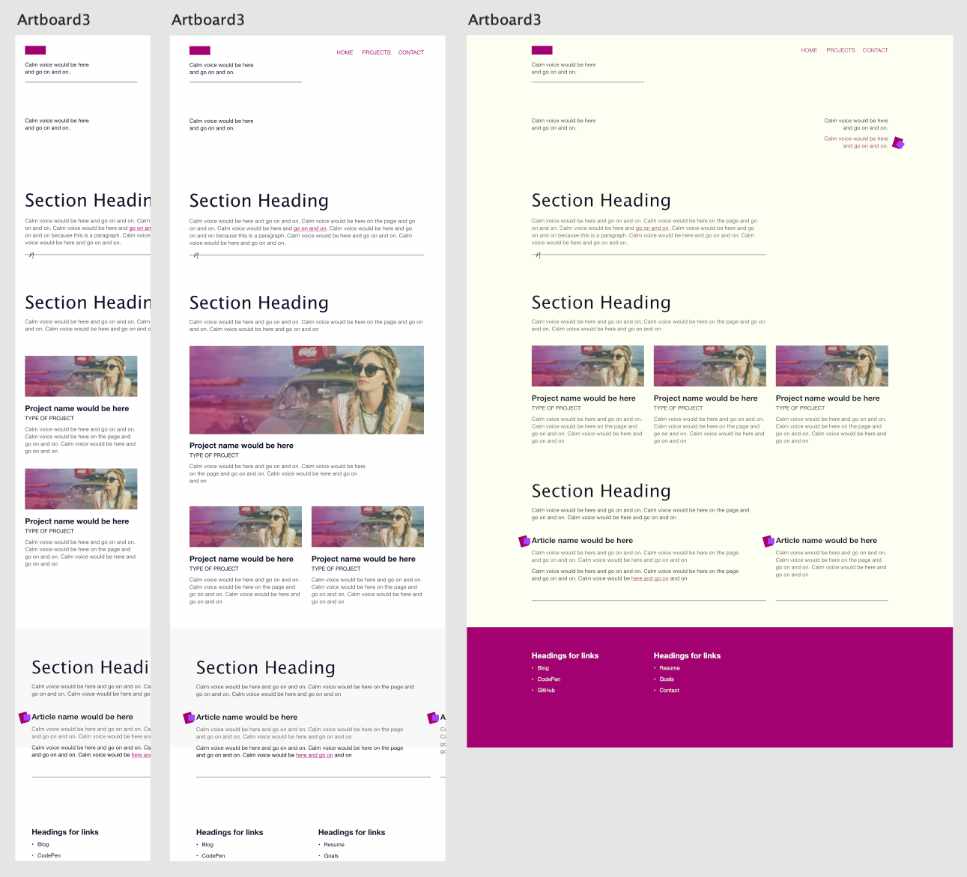 Artboard3
Calm voice would be here
and go on and on.
Calm voice would be here
and go on and on.
Section Headin
Calm voice would be here and go on and on. Calm
voice would be here and go on and on. Calm voice would be here and go an
on and on because this is a paragraph. Calm
voice would be here and go on and on.
Section Headin
Calm voice would be here and go on and on. Calm
and on. Calm voice would be here and go on and o
Project name would be here
TYPE OF PROJECT
Calm voice would be here and go on and on.
Calm voice would be here on the page and
go on and on. Calm voice would be here and
go on and on
Project name would be here
TYPE OF PROJECT
Calm voice would be here and go on and on.
Calm voice would be here on the page and
go on and on. Calm voice would be here and
go on and on
Section Headi
Calm voice would be here and go on and on. Ca
go on and on. Calm voice would be here and go
Article name would be here
Calm voice would be here and go on and on. Ca
and go on and on. Calm voice would be here and
Calm voice would be here and go on and on. Ca
and go on and on. Calm voice would be here an
Headings for links
• Blog
• CodePen
Artboard3
HOME PROJECTS CONTACT
Calm voice would be here
and go on and on.
Calm voice would be here
and go on and on.
Section Heading
Calm voice would be here and go on and on. Calm voice would be here on the page and go
on and on. Calm voice would be here and go on and on. Calm voice would be here and go
on and on because this is a paragraph. Calm voice would be here and go on and on. Calm
voice would be here and go on and on.
Section Heading
Calm voice would be here and go on and on. Calm voice would be here on the page and go on
and on. Calm voice would be here and go on and on
Project name would be here
TYPE OF PROJECT
Calm voice would be here and go on and on. Calm voice would be here
on the page and go on and on. Calm voice would be here and go on
and on
Project name would be here
TYPE OF PROJECT
Calm voice would be here and go on and on.
Calm voice would be here on the page and
go on and on. Calm voice would be here and
go on and on
Project name would be here
TYPE OF PROJECT
Calm voice would be here and go on and on.
Calm voice would be here on the page and
go on and on. Calm voice would be here and
go on and on
Section Heading
Calm voice would be here and go on and on. Calm voice would be here on the page and
go on and on. Calm voice would be here and go on and on
Article name would be here
Calm voice would be here and go on and on. Calm voice would be here on the page
and go on and on. Calm voice would be here and go on and on
Calm voice would be here and go on and on. Calm voice would be here on the page
and go on and on. Calm voice would be here and go on and on
A
Ca
Ca
go
go
Headings for links
• Blog
• CodePen
Headings for links
• Resume
• Goals
Artboard3
HOME PROJECTS CONTACT
Calm voice would be here
and go on and on.
Calm voice would be here
and go on and on.
Calm voice would be here
and go on and on.
Calm voice would be here
and go on and on.
Section Heading
Calm voice would be here and go on and on. Calm voice would be here on the page and go
on and on. Calm voice would be here and go on and on. Calm voice would be here and go
on and on because this is a paragraph. Calm voice would be here and go on and on. Calm
voice would be here and go on and on.
Section Heading
Calm voice would be here and go on and on. Calm voice would be here on the page and go on
and on. Calm voice would be here and go on and on
Project name would be here
TYPE OF PROJECT
Calm voice would be here and go on and on.
Calm voice would be here on the page and
go on and on. Calm voice would be here and
go on and on
Project name would be here
TYPE OF PROJECT
Calm voice would be here and go on and on.
Calm voice would be here on the page and
go on and on. Calm voice would be here and
go on and on
Project name would be here
TYPE OF PROJECT
Calm voice would be here and go on and on.
Calm voice would be here on the page and
go on and on. Calm voice would be here and
go on and on
Section Heading
Calm voice would be here and go on and on. Calm voice would be here on the page and
go on and on. Calm voice would be here and go on and on
Article name would be here
Calm voice would be here and go on and on. Calm voice would be here on the page
and go on and on. Calm voice would be here and go on and on
Calm voice would be here and go on and on. Calm voice would be here on the page
and go on and on. Calm voice would be here and go on and on
Article name would be here
Calm voice would be here and go on and on.
Calm voice would be here on the page and
go on and on. Calm voice would be here and
go on and on
Headings for links
• Blog
• CodePen
• GitHub
Headings for links
• Resume
• Goals
• Contact